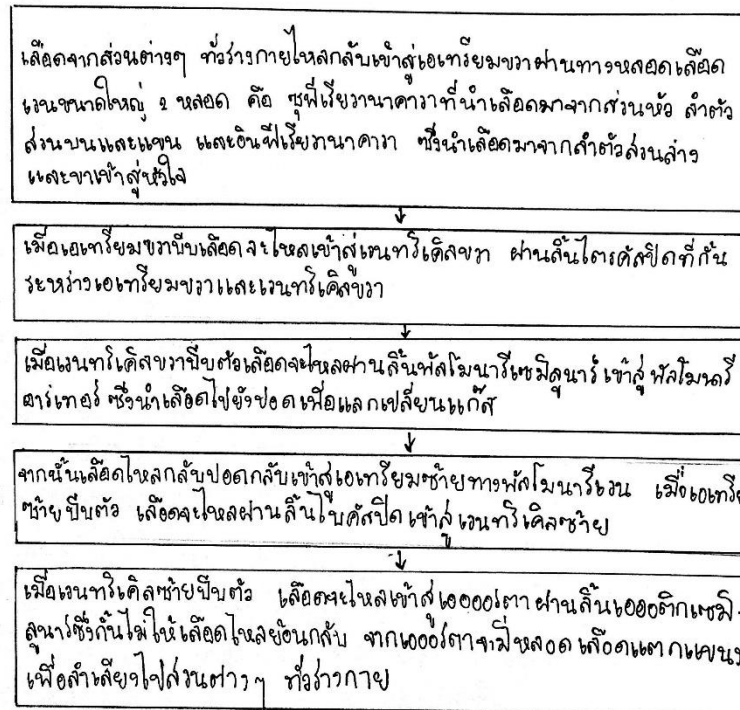 เลือดจากส่วนต่างๆ ทั่วร่างกายไหลกลับเข้าสู่เอเทรียมขวาผ่านทางหลอดเลือด
เวนขนาดใหญ่ 2 หลอด คือ ซุพีเรียวานาคาวาที่นำเลือดมาจากส่วนหัว ลำตัว
ส่วนบนและแขน และอินฟีเรียวานาคาวา ซึ่งนำเลือดมาจากลำตัวส่วนล่าง
และขาเข้าสู่หัวใจ
เมื่อเอเทรียมขวาบีบเลือดจะไหลเข้าสู่เวนทริเคิลขวา ผ่านลิ้นไตรคัสปิดที่กั้น
ระหว่างเอเทรียมขวาและเวนทริเคิลขวา
เมื่อเวนทริเคิลขวาบีบตัวเลือดจะไหลผ่านลิ้นพัลโมนารีเซมิลูนาร์เข้าสู่พัลโมนรี
อาร์เทอร์ ซึ่งนำเลือดไปยังปอดเพื่อแลกเปลี่ยนแก๊ส
จากนั้นเลือดไหลกลับปอดกลับเข้าสู่เอเทรียมซ้ายทางพัลโมนารีเวน เมื่อเอเทรี
ซ้ายบีบตัว เลือดจะไหลผ่านลิ้นไบคัสปิดเข้าสู่เวนทริเคิลซ้าย
เมื่อเวนทริเคิลซ้ายบีบตัว เลือดจะไหลเข้าสู่เอออร์ตาผ่านลิ้นเอออติกเซมิ-
ลูนาร์ซึ่งกั้นไม่ให้เลือดไหลย้อนกลับ จากเอออร์ตาจะมีหลอดเลือดแตกแขนง
เพื่อลำเลียงไปส่วนต่างๆ ทั่วร่างกาย